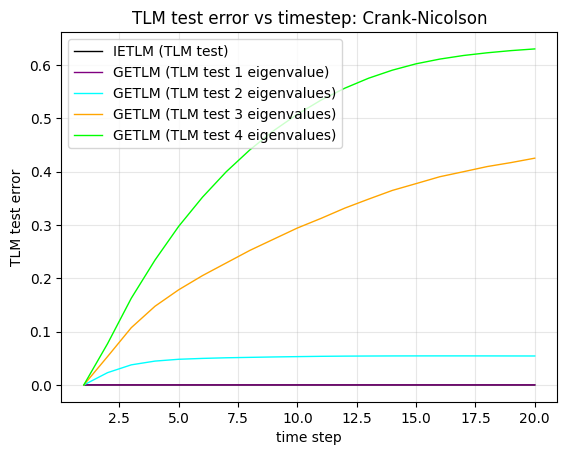 TLM test error vs timestep: Crank-Nicolson
IETLM (TLM test)
GETLM (TLM test 1 eigenvalue)
GETLM (TLM test 2 eigenvalues)
GETLM (TLM test 3 eigenvalues)
GETLM (TLM test 4 eigenvalues)
TLM test error
0.6
0.5
0.4
0.3
0.2
0.1
0.0
2.5 5.0 7.5 10.0 12.5 15.0 17.5 20.0
time step